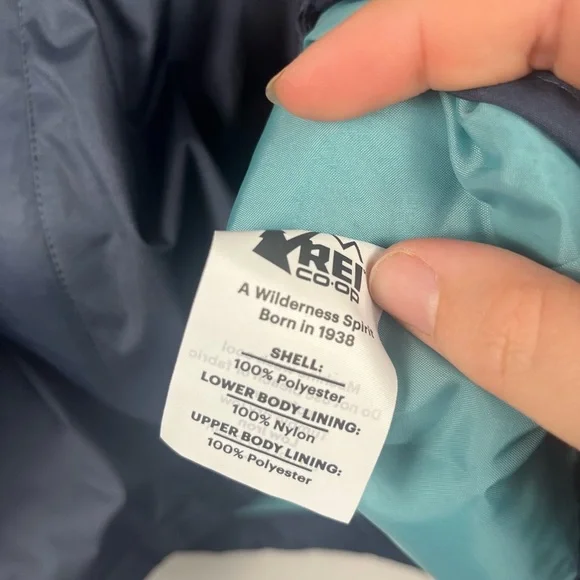 REI
CO·OP
A Wilderness Spirit
Born in 1938
SHELL:
100% Polyester
LOWER BODY LINING:
100% Nylon
UPPER BODY LINING:
100% Polyester